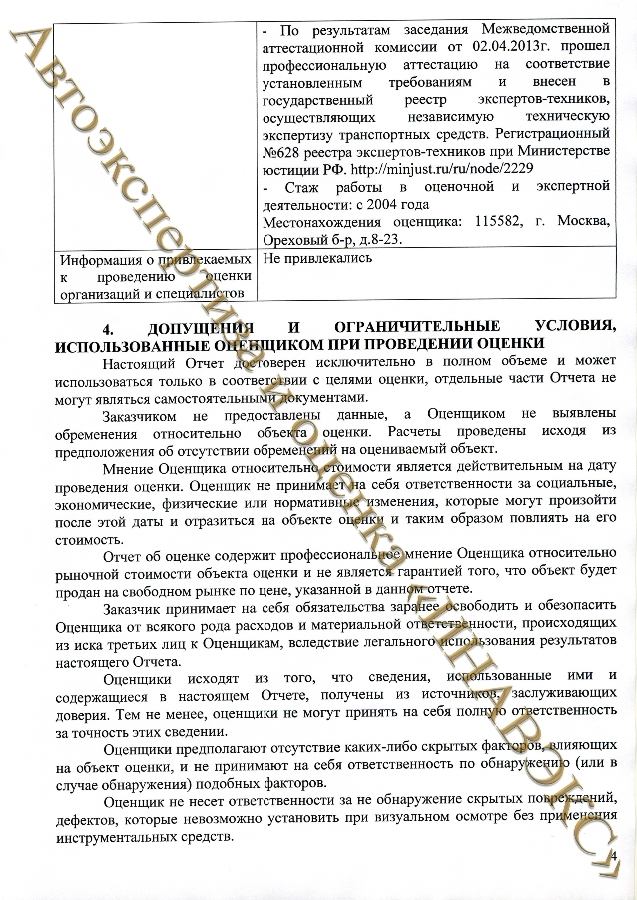 - По результатам заседания Межведомственной
аттестационной комиссии от 02.04.2013г. прошел
профессиональную аттестацию на соответствие
установленным требованиям и внесен в
государственный реестр экспертов-техников,
осуществляющих независимую техническую
экспертизу транспортных средств. Регистрационный
№628 реестра экспертов-техников при Министерстве
юстиции РФ. http://minjust.ru/ru/node/2229
- Стаж работы в оценочной и экспертной
деятельности: с 2004 года
Местонахождения оценщика: 115582, г. Москва,
Ореховый б-р, д.8-23.
Информация о привлекаемых
к проведению оценки
организаций и специалистов
Не привлекались
4. ДОПУЩЕНИЯ И ОГРАНИЧИТЕЛЬНЫЕ УСЛОВИЯ,
ИСПОЛЬЗОВАННЫЕ ОЦЕНЩИКОМ ПРИ ПРОВЕДЕНИИ ОЦЕНКИ
Настоящий Отчет достоверен исключительно в полном объеме и может
использоваться только в соответствии с целями оценки, отдельные части Отчета не
могут являться самостоятельными документами.
Заказчиком не предоставлены данные, а Оценщиком не выявлены
обременения относительно объекта оценки. Расчеты проведены исходя из
предположения об отсутствии обременений на оцениваемый объект.
Мнение Оценщика относительно стоимости является действительным на дату
проведения оценки. Оценщик не принимает на себя ответственности за социальные,
экономические, физические или нормативные изменения, которые могут произойти
после этой даты и отразиться на объекте оценки и таким образом повлиять на его
стоимость.
Отчет об оценке содержит профессиональное мнение Оценщика относительно
рыночной стоимости объекта оценки и не является гарантией того, что объект будет
продан на свободном рынке по цене, указанной в данном отчете.
Заказчик принимает на себя обязательства заранее освободить и обезопасить
Оценщика от всякого рода расходов и материальной ответственности, происходящих
из иска третьих лиц к Оценщикам, вследствие легального использования результатов
настоящего Отчета.
Оценщики исходят из того, что сведения, использованные ими и
содержащиеся в настоящем Отчете, получены из источников, заслуживающих
доверия. Тем не менее, оценщики не могут принять на себя полную ответственность
за точность этих сведении.
Оценщики предполагают отсутствие каких-либо скрытых факторов, влияющих
на объект оценки, и не принимают на себя ответственность по обнаружению (или в
случае обнаружения) подобных факторов.
Оценщик не несет ответственности за не обнаружение скрытых повреждений,
дефектов, которые невозможно установить при визуальном осмотре без применения
инструментальных средств.
4
Автоэкспертиза и оценка «ИНАВЭКС»